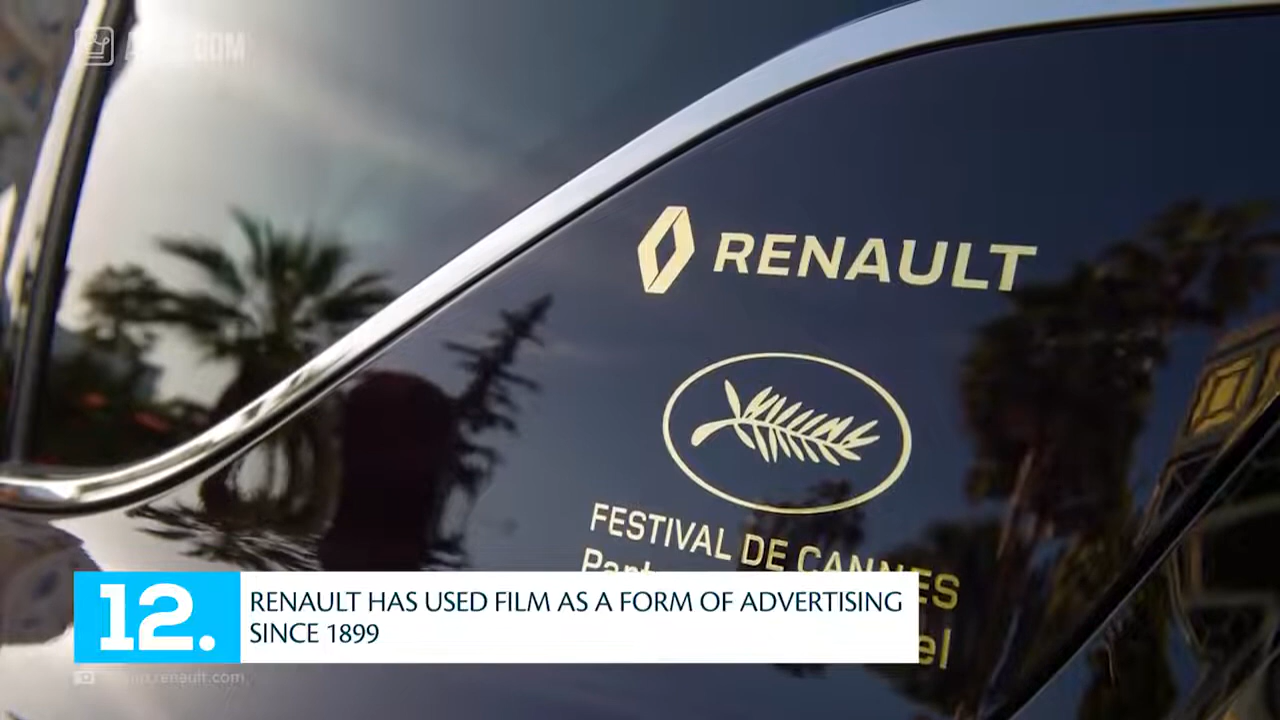 RENAULT
FESTIVAL DE CANNES
12. RENAULT HAS USED FILM AS A FORM OF ADVERTISING
SINCE 1899